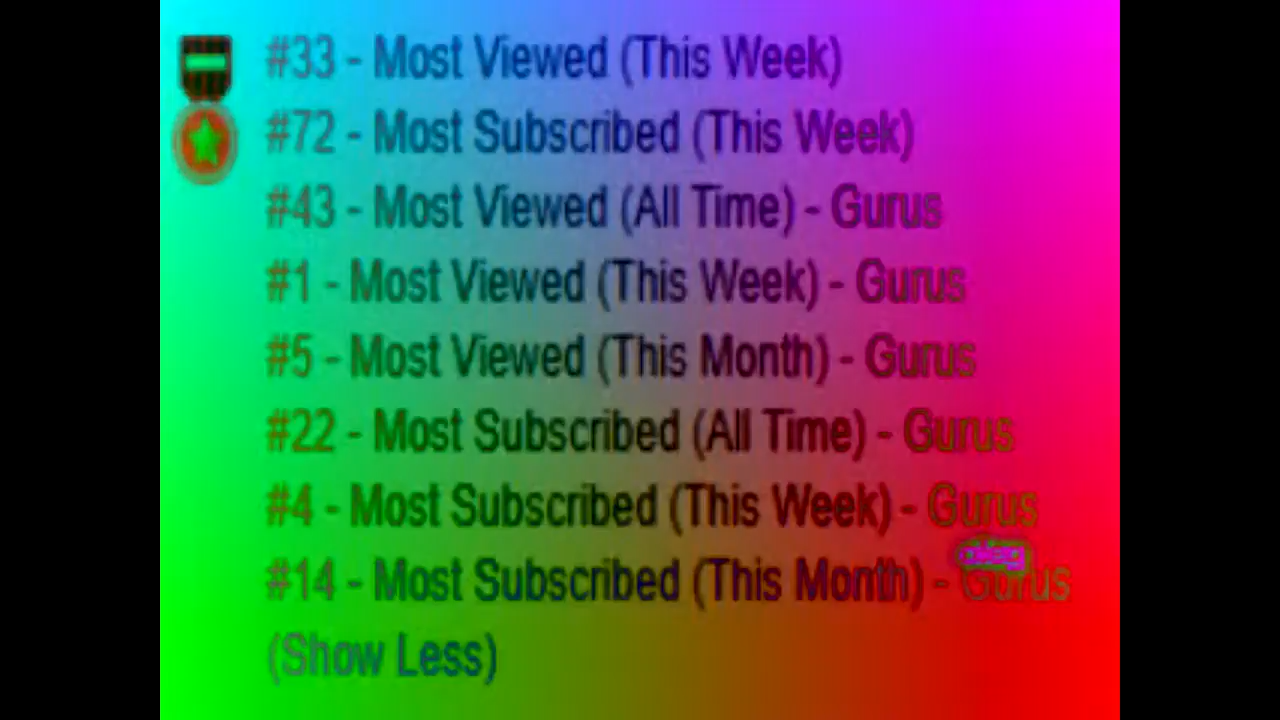 #33 - Most Viewed (This Week)
#72 - Most Subscribed (This Week)
#43 - Most Viewed (All Time) - Gurus
#1 - Most Viewed (This Week) - Gurus
#5 - Most Viewed (This Month) - Gurus
#22 - Most Subscribed (All Time) - Gurus
#4 - Most Subscribed (This Week) - Gurus
#14 - Most Subscribed (This Month) - Gurus
(Show Less)